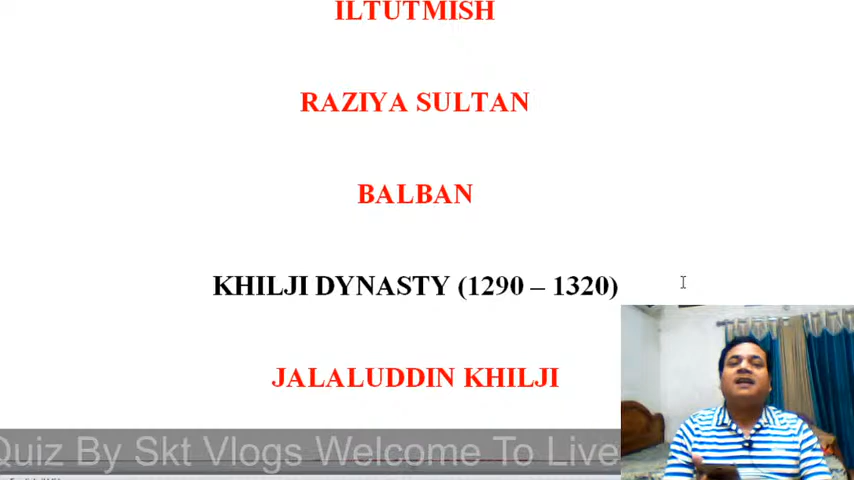 ILTUTMISH
RAZIYA SULTAN
BALBAN
KHILJI DYNASTY (1290 – 1320)
JALALUDDIN KHILJI
Quiz By Skt Vlogs Welcome To Live